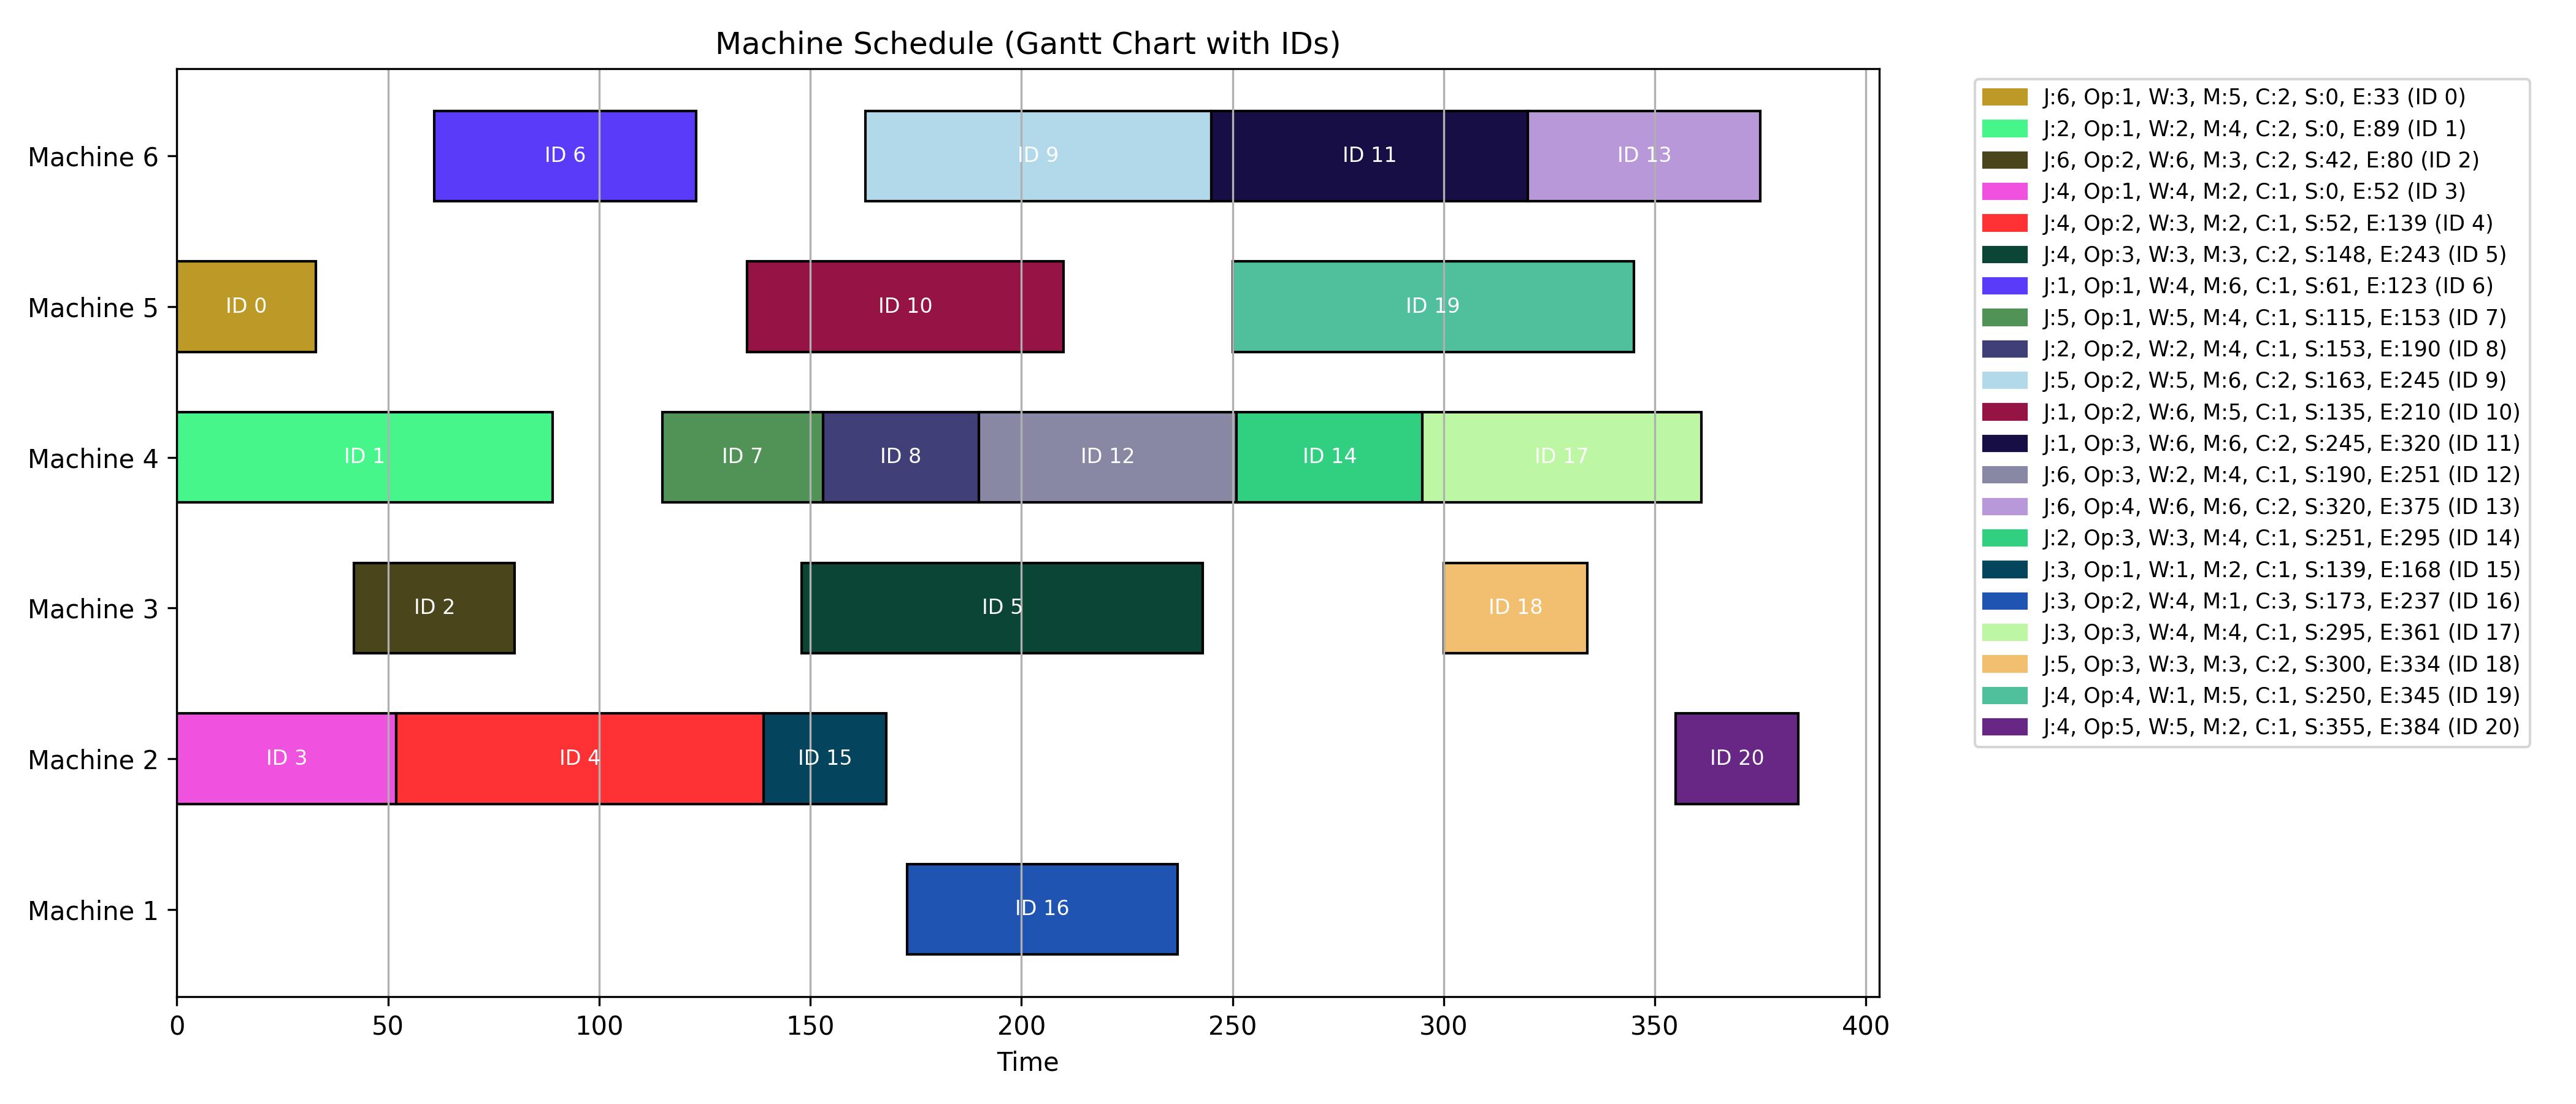 Machine Schedule (Gantt Chart with IDs)
Machine 6
ID 6
ID 9
ID 11
ID 13
Machine 5
ID 0
ID 10
ID 19
Machine 4
ID 1
ID 7
ID 8
ID 12
ID 14
ID 17
Machine 3
ID 2
ID 5
ID 18
Machine 2
ID 3
ID 4
ID 15
ID 20
Machine 1
ID 16
0 50 100 150 200 250 300 350 400
Time
J:6, Op:1, W:3, M:5, C:2, S:0, E:33 (ID 0)
J:2, Op:1, W:2, M:4, C:2, S:0, E:89 (ID 1)
J:6, Op:2, W:6, M:3, C:2, S:42, E:80 (ID 2)
J:4, Op:1, W:4, M:2, C:1, S:0, E:52 (ID 3)
J:4, Op:2, W:3, M:2, C:1, S:52, E:139 (ID 4)
J:4, Op:3, W:3, M:3, C:2, S:148, E:243 (ID 5)
J:1, Op:1, W:4, M:6, C:1, S:61, E:123 (ID 6)
J:5, Op:1, W:5, M:4, C:1, S:115, E:153 (ID 7)
J:2, Op:2, W:2, M:4, C:1, S:153, E:190 (ID 8)
J:5, Op:2, W:5, M:6, C:2, S:163, E:245 (ID 9)
J:1, Op:2, W:6, M:5, C:1, S:135, E:210 (ID 10)
J:1, Op:3, W:6, M:6, C:2, S:245, E:320 (ID 11)
J:6, Op:3, W:2, M:4, C:1, S:190, E:251 (ID 12)
J:6, Op:4, W:6, M:6, C:2, S:320, E:375 (ID 13)
J:2, Op:3, W:3, M:4, C:1, S:251, E:295 (ID 14)
J:3, Op:1, W:1, M:2, C:1, S:139, E:168 (ID 15)
J:3, Op:2, W:4, M:1, C:3, S:173, E:237 (ID 16)
J:3, Op:3, W:4, M:4, C:1, S:295, E:361 (ID 17)
J:5, Op:3, W:3, M:3, C:2, S:300, E:334 (ID 18)
J:4, Op:4, W:1, M:5, C:1, S:250, E:345 (ID 19)
J:4, Op:5, W:5, M:2, C:1, S:355, E:384 (ID 20)